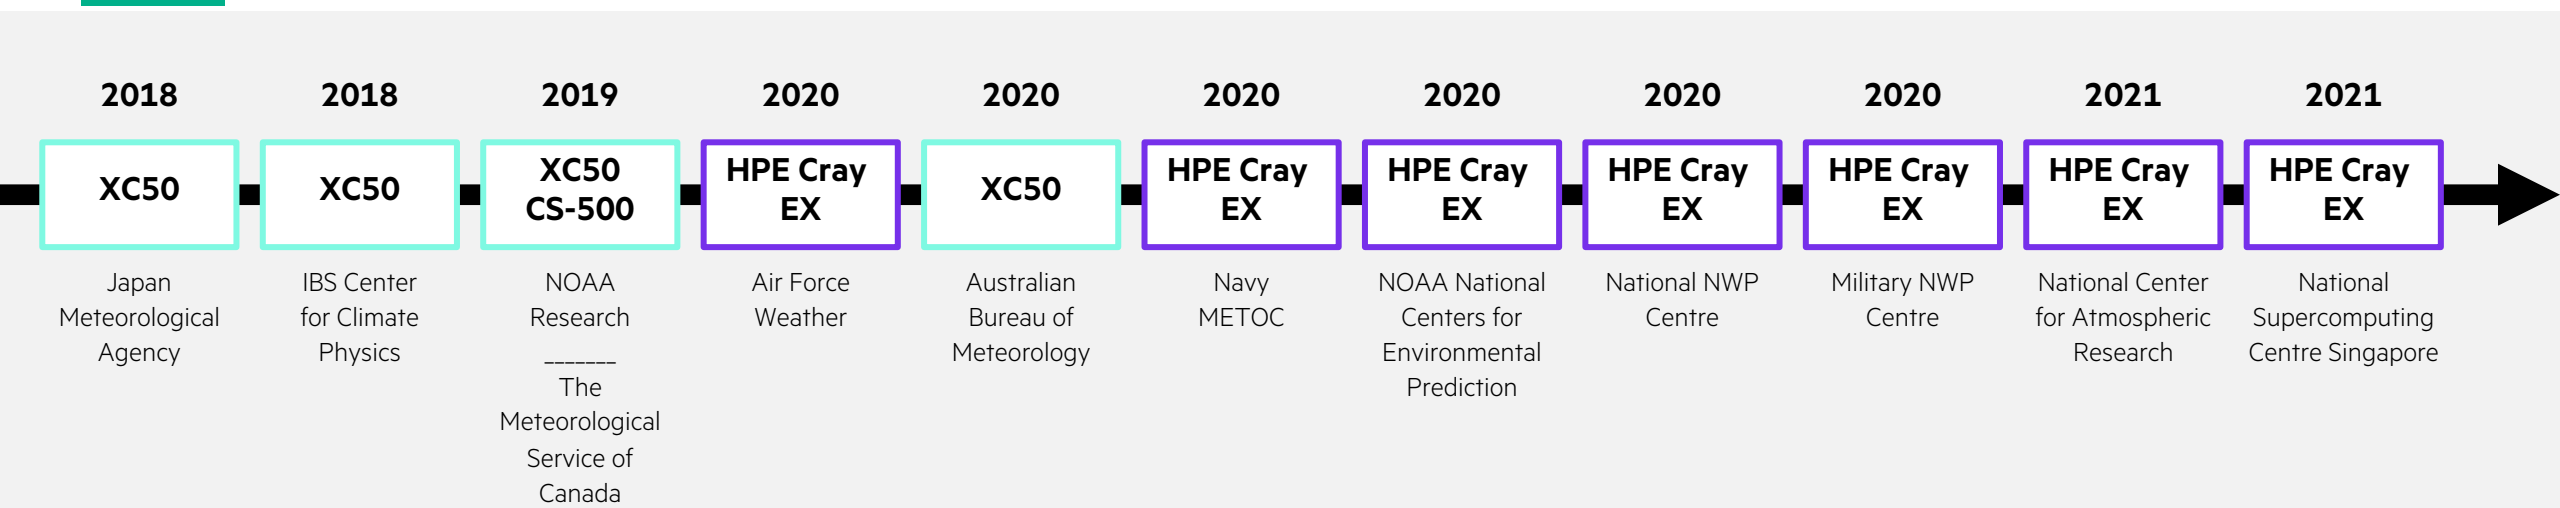 2018
XC50
Japan
Meteorological
Agency
2018
XC50
IBS Center
for Climate
Physics
2019
XC50
CS-500
NOAA
Research
_______
The
Meteorological
Service of
Canada
2020
HPE Cray
EX
Air Force
Weather
2020
XC50
Australian
Bureau of
Meteorology
2020
HPE Cray
EX
Navy
METOC
2020
HPE Cray
EX
NOAA National
Centers for
Environmental
Prediction
2020
HPE Cray
EX
National NWP
Centre
2020
HPE Cray
EX
Military NWP
Centre
2021
HPE Cray
EX
National Center
for Atmospheric
Research
2021
HPE Cray
EX
National
Supercomputing
Centre Singapore